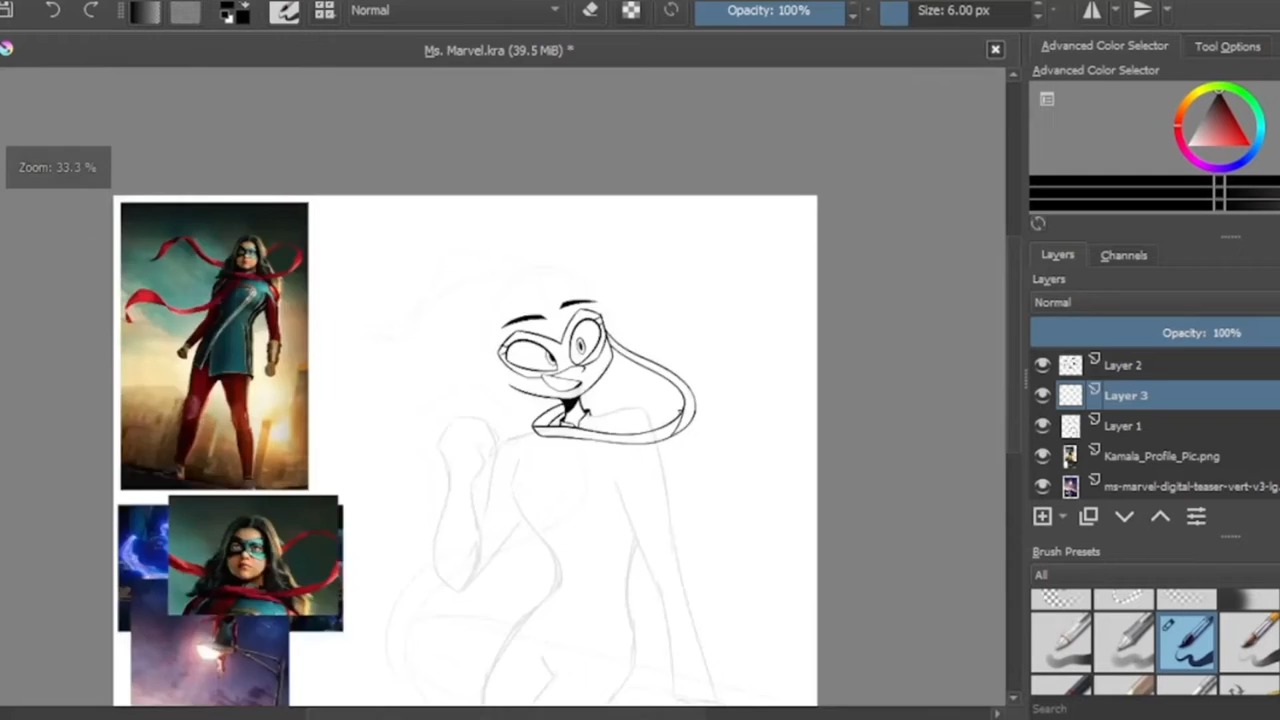 Normal
Opacity: 100%
Size: 6.00 px
Ms. Marvel.kra (39.5 MiB) *
Advanced Color Selector
Tool Options
Advanced Color Selector
Zoom: 33.3 %
Layers
Channels
Layers
Normal
Opacity: 100%
Layer 2
Layer 3
Layer 1
Kamala_Profile_Pic.png
ms-marvel-digital-teaser-vert-v3-lg.
Brush Presets
All
Search